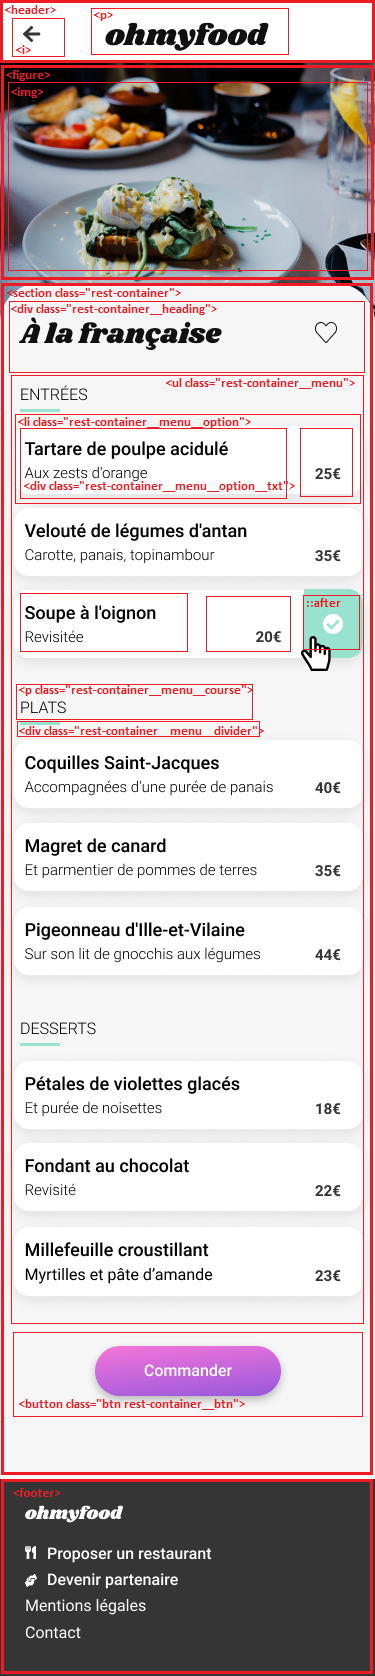 <header>
<p>
ohmyfood
<i>
<figure>
<img>
<section class="rest-container">
<div class="rest-container__heading">
À la française
<ul class="rest-container__menu">
ENTRÉES
<li class="rest-container__menu__option">
Tartare de poulpe acidulé
Aux zests d'orange
25€
<div class="rest-container__menu__option__txt">
Velouté de légumes d'antan
Carotte, panais, topinambour
35€
::after
Soupe à l'oignon
Revisitée
20€
<p class="rest-container__menu__course">
PLATS
<div class="rest-container__menu__divider">
Coquilles Saint-Jacques
Accompagnées d'une purée de panais
40€
Magret de canard
Et parmentier de pommes de terres
35€
Pigeonneau d'Ille-et-Vilaine
Sur son lit de gnocchis aux légumes
44€
DESSERTS
Pétales de violettes glacés
Et purée de noisettes
18€
Fondant au chocolat
Revisité
22€
Millefeuille croustillant
Myrtilles et pâte d’amande
23€
Commander
<button class="btn rest-container__btn">
<footer>
ohmyfood
Proposer un restaurant
Devenir partenaire
Mentions légales
Contact